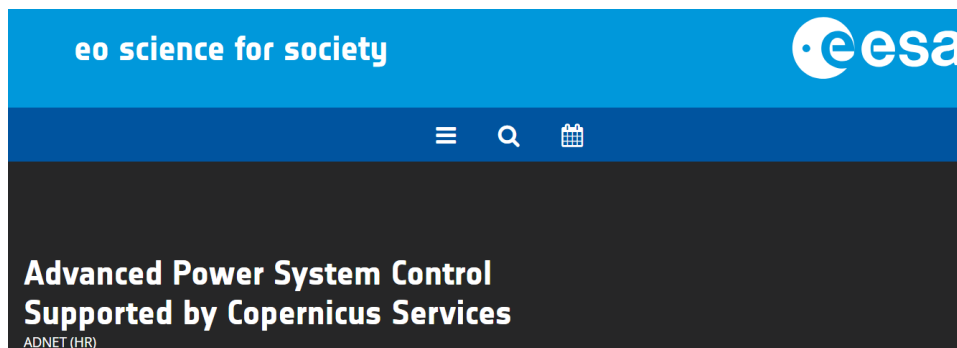 eo science for society
esa
Advanced Power System Control
Supported by Copernicus Services
ADNET (HR)